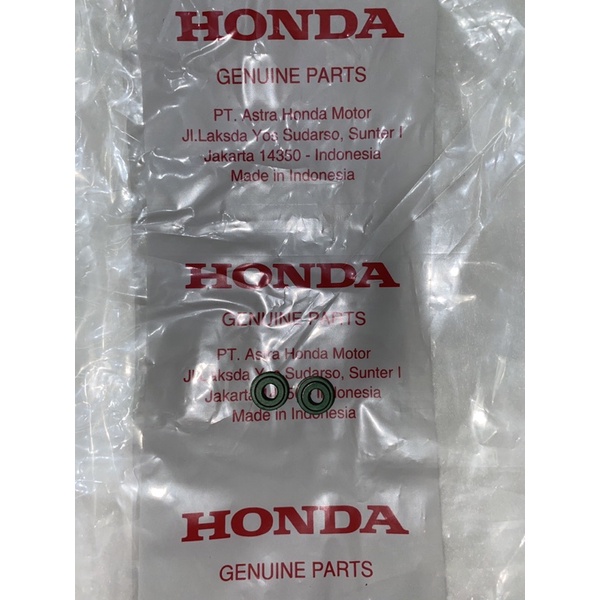 HONDA
GENUINE PARTS
PT. Astra Honda Motor
Jl.Laksda Yos Sudarso, Sunter I
Jakarta 14350 - Indonesia
Made in Indonesia
HONDA
GENUINE PARTS
PT. Astra Honda Motor
Sudarso, Sunter I
Jakarta Indonesia
Made in Indonesia
HONDA
GENUINE PARTS